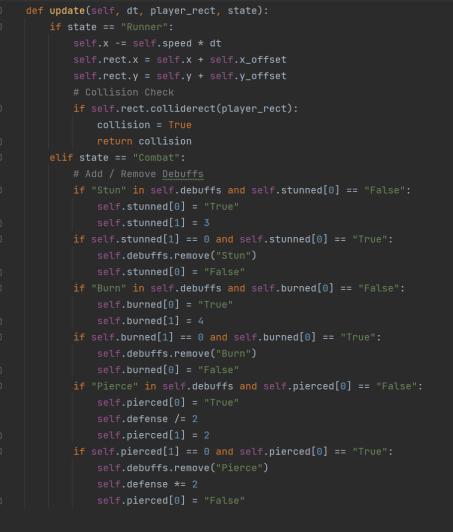 def update(self, dt, player_rect, state):
    if state == "Runner":
        self.x -= self.speed * dt
        self.rect.x = self.x + self.x_offset
        self.rect.y = self.y + self.y_offset
        # Collision Check
        if self.rect.colliderect(player_rect):
            collision = True
            return collision
    elif state == "Combat":
        # Add / Remove Debuffs
        if "Stun" in self.debuffs and self.stunned[0] == "False":
            self.stunned[0] = "True"
            self.stunned[1] = 3
        if self.stunned[1] == 0 and self.stunned[0] == "True":
            self.debuffs.remove("Stun")
            self.stunned[0] = "False"
        if "Burn" in self.debuffs and self.burned[0] == "False":
            self.burned[0] = "True"
            self.burned[1] = 4
        if self.burned[1] == 0 and self.burned[0] == "True":
            self.debuffs.remove("Burn")
            self.burned[0] = "False"
        if "Pierce" in self.debuffs and self.pierced[0] == "False":
            self.pierced[0] = "True"
            self.defense /= 2
            self.pierced[1] = 2
        if self.pierced[1] == 0 and self.pierced[0] == "True":
            self.debuffs.remove("Pierce")
            self.defense *= 2
            self.pierced[0] = "False"